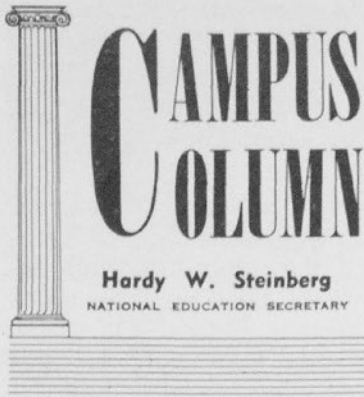 CAMPUS
COLUMN
Hardy W. Steinberg
NATIONAL EDUCATION SECRETARY